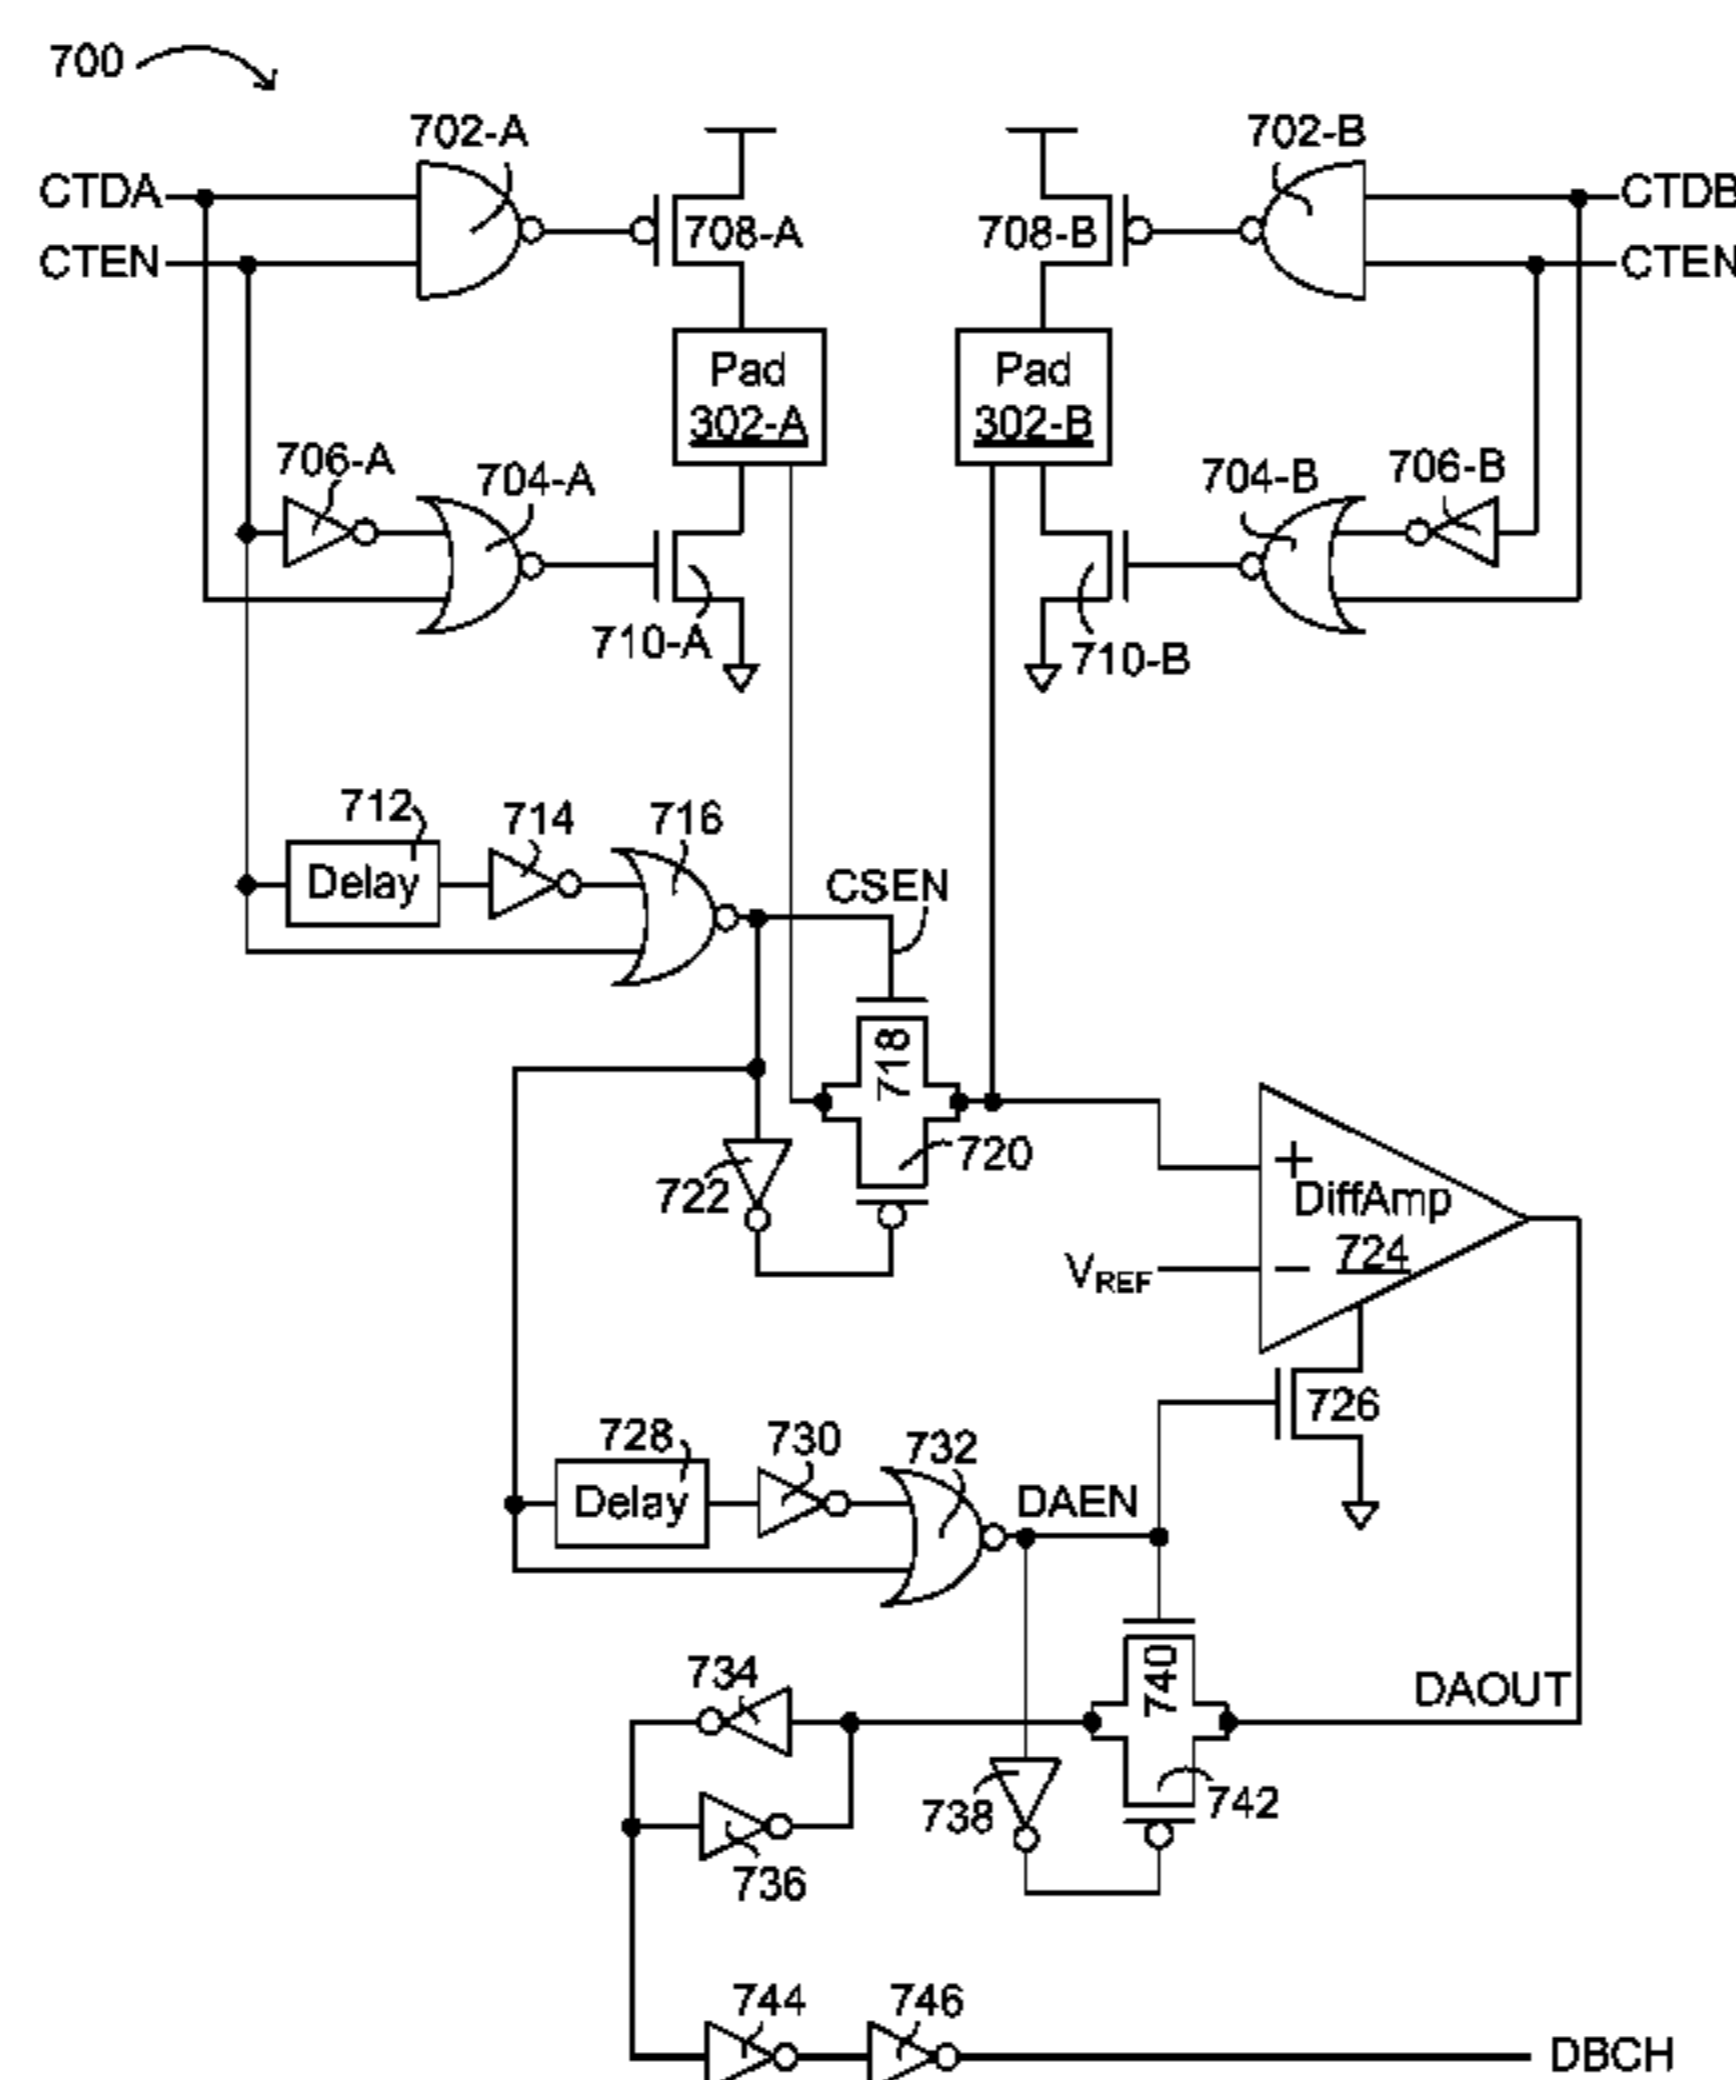 700
702-A
702-B
CTDA
CTDB
CTEN
CTEN
708-A
708-B
Pad
302-A
Pad
302-B
706-A
704-A
704-B
706-B
710-A
710-B
712
714
716
Delay
CSEN
718
720
722
+
DiffAmp
724
VREF
−
726
728
730
732
Delay
DAEN
734
740
DAOUT
736
738
742
744
746
DBCH